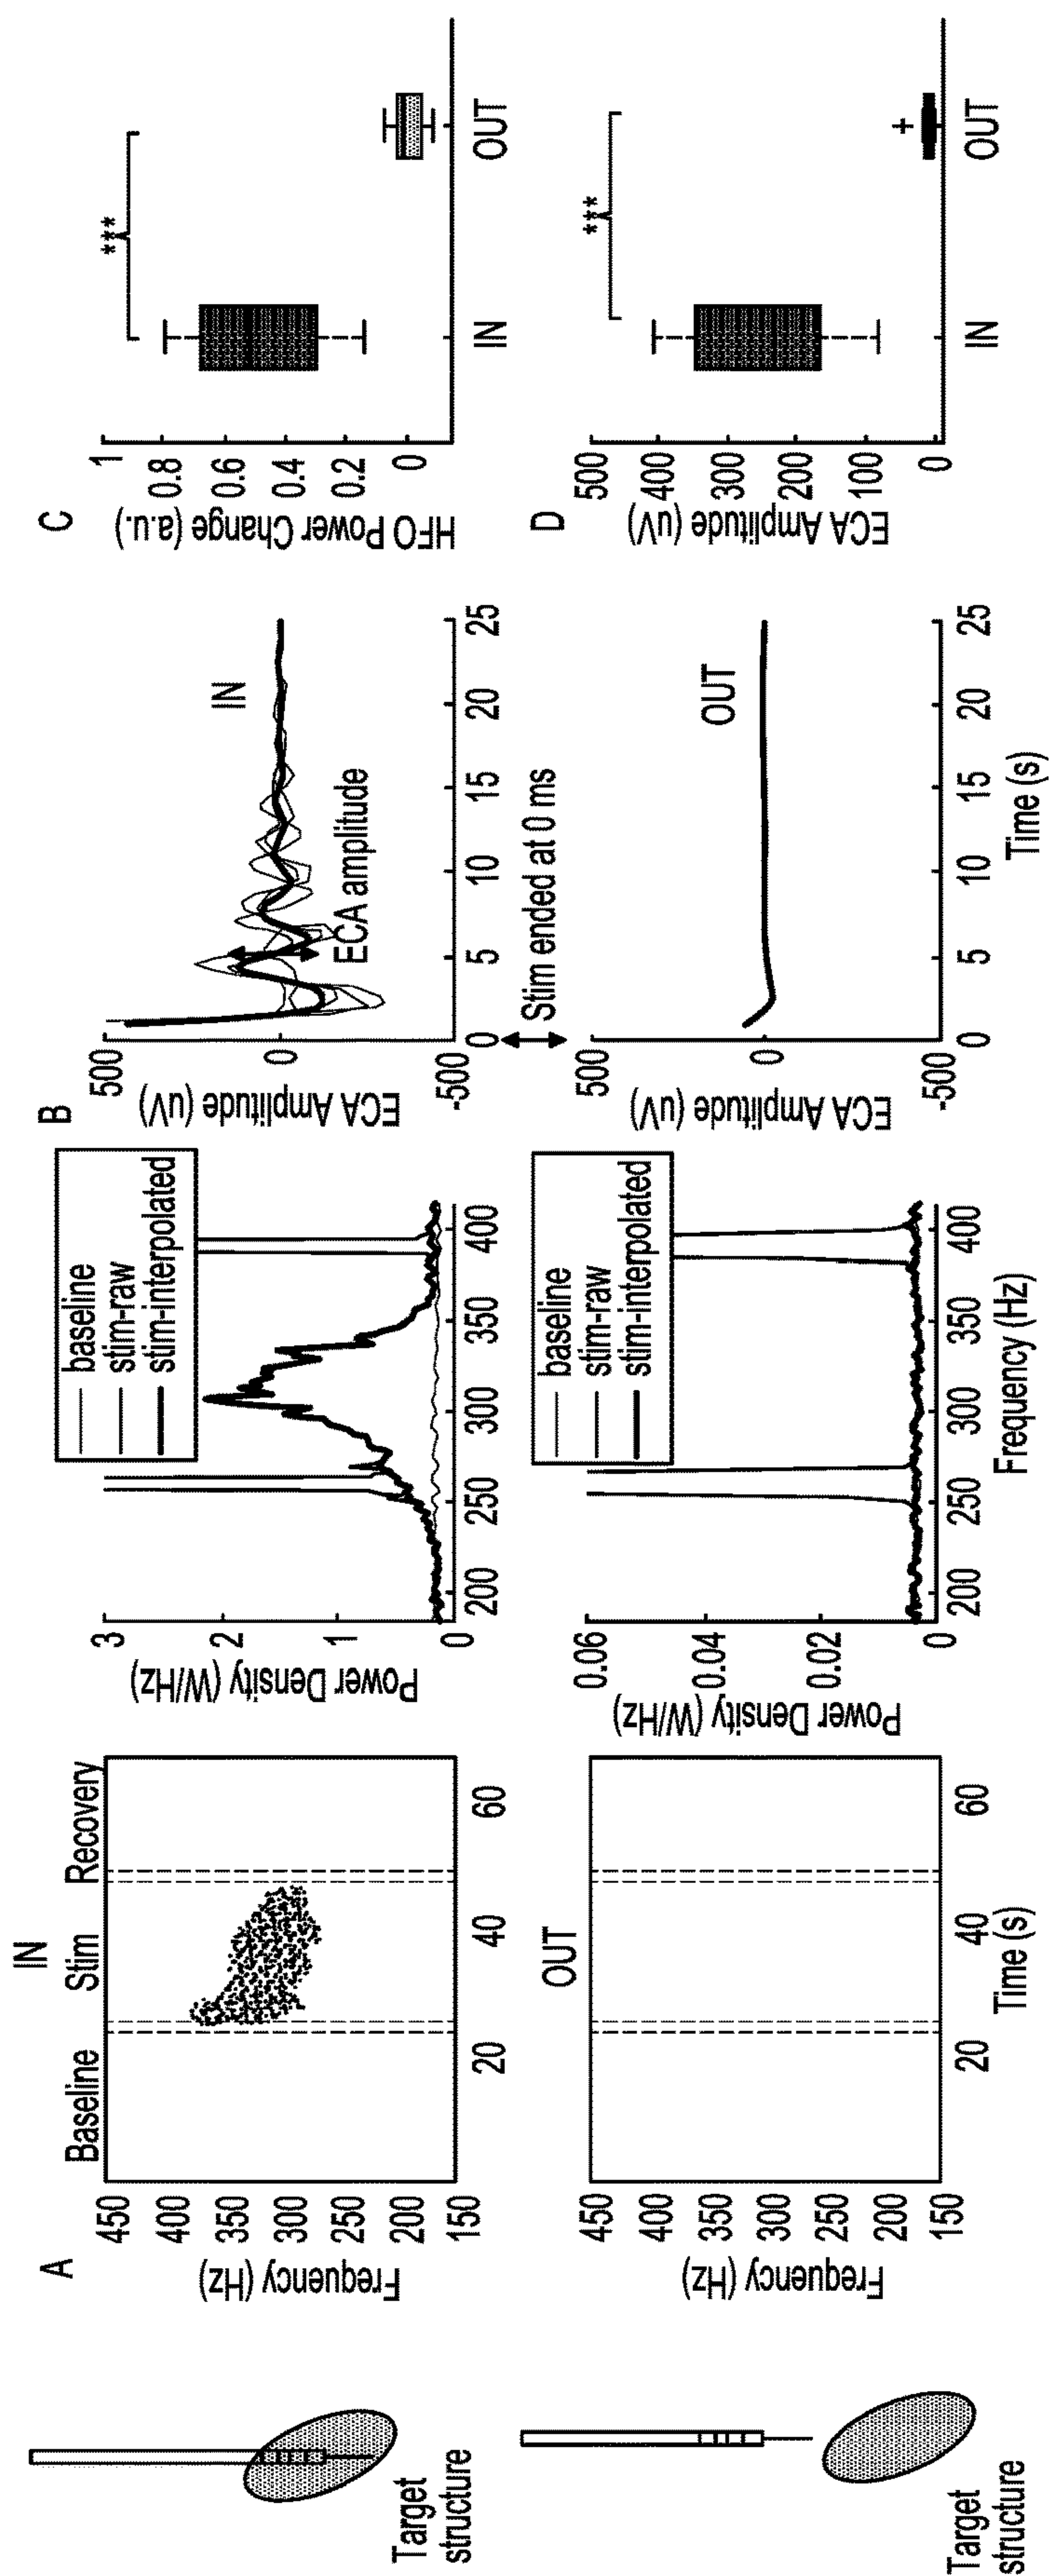 Target
structure
Target
structure
A
IN
Baseline
Stim
Recovery
Frequency (Hz)
450
400
350
300
250
200
150
20
40
60
OUT
Frequency (Hz)
450
400
350
300
250
200
150
20
40
60
Time (s)
Power Density (W/Hz)
3
2
1
0
baseline
stim-raw
stim-interpolated
200
250
300
350
400
Power Density (W/Hz)
0.06
0.04
0.02
0
baseline
stim-raw
stim-interpolated
200
250
300
350
400
Frequency (Hz)
B
ECA Amplitude (uV)
500
0
-500
IN
ECA amplitude
0
5
10
15
20
25
Stim ended at 0 ms
ECA Amplitude (uV)
500
0
-500
OUT
0
5
10
15
20
25
Time (s)
C
HFO Power Change (a.u.)
1
0.8
0.6
0.4
0.2
0
***
IN
OUT
D
ECA Amplitude (uV)
500
400
300
200
100
0
***
IN
OUT